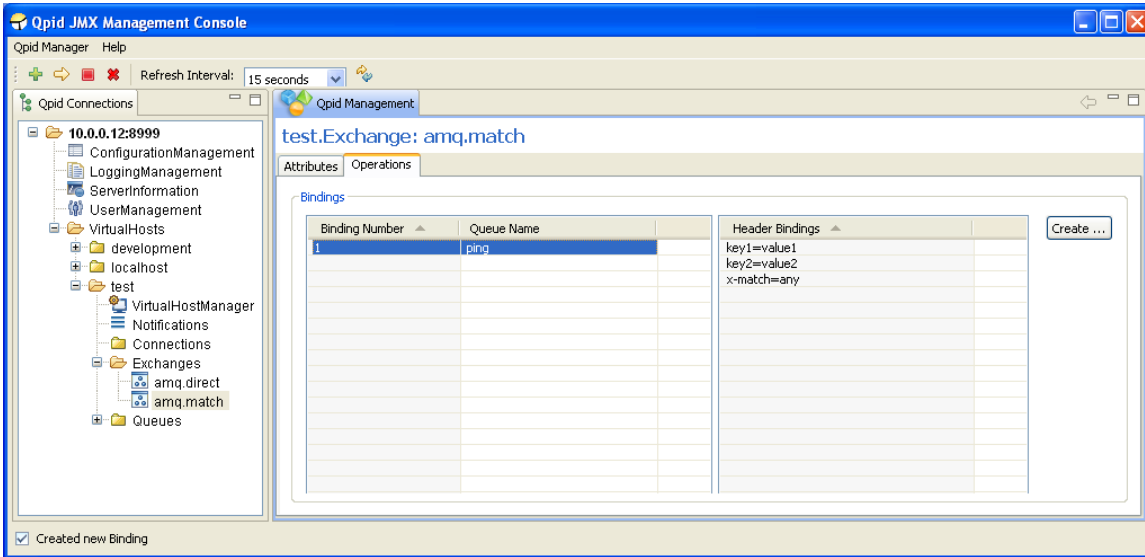 Qpid JMX Management Console
Qpid Manager Help
Refresh Interval: 15 seconds
Qpid Connections
10.0.0.12:8999
ConfigurationManagement
LoggingManagement
ServerInformation
UserManagement
VirtualHosts
development
localhost
test
VirtualHostManager
Notifications
Connections
Exchanges
amq.direct
amq.match
Queues
Qpid Management
test.Exchange: amq.match
Attributes Operations
Bindings
Binding Number Queue Name
1 ping
Header Bindings
key1=value1
key2=value2
x-match=any
Create ...
Created new Binding